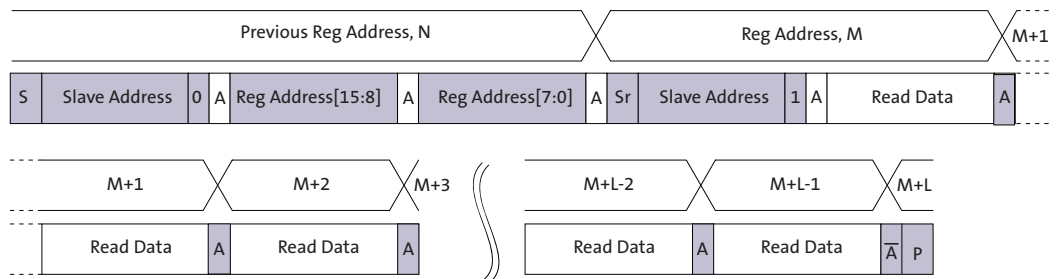 Previous Reg Address, N Reg Address, M M+1
S Slave Address 0 A Reg Address[15:8] A Reg Address[7:0] A Sr Slave Address 1 A Read Data A
M+1 M+2 M+3 M+L-2 M+L-1 M+L
Read Data A Read Data A Read Data A Read Data A̅ P